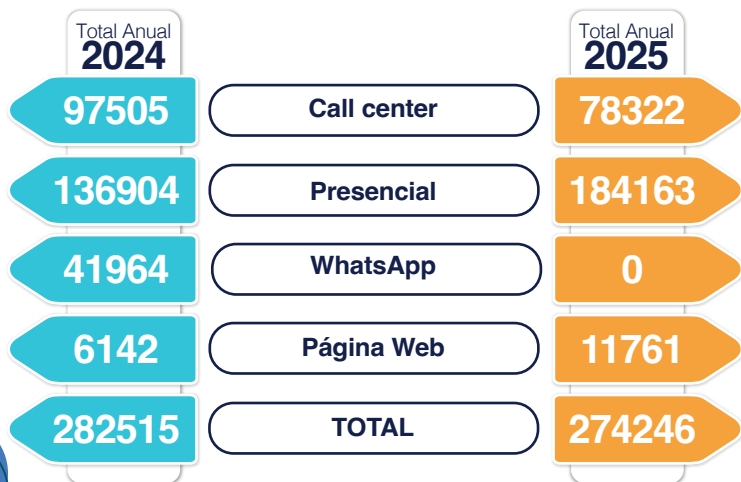 Total Anual
2024
Total Anual
2025
97505
Call center
78322
136904
Presencial
184163
41964
WhatsApp
0
6142
Página Web
11761
282515
TOTAL
274246